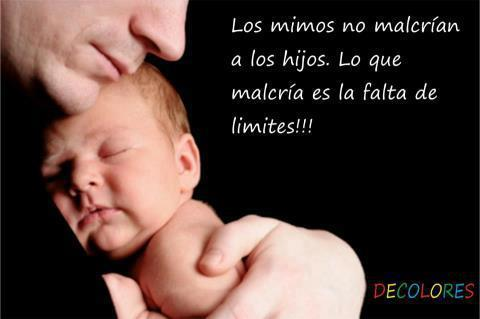 Los mimos no malcrían
a los hijos. Lo que
malcría es la falta de
limites!!!
DECOLORES